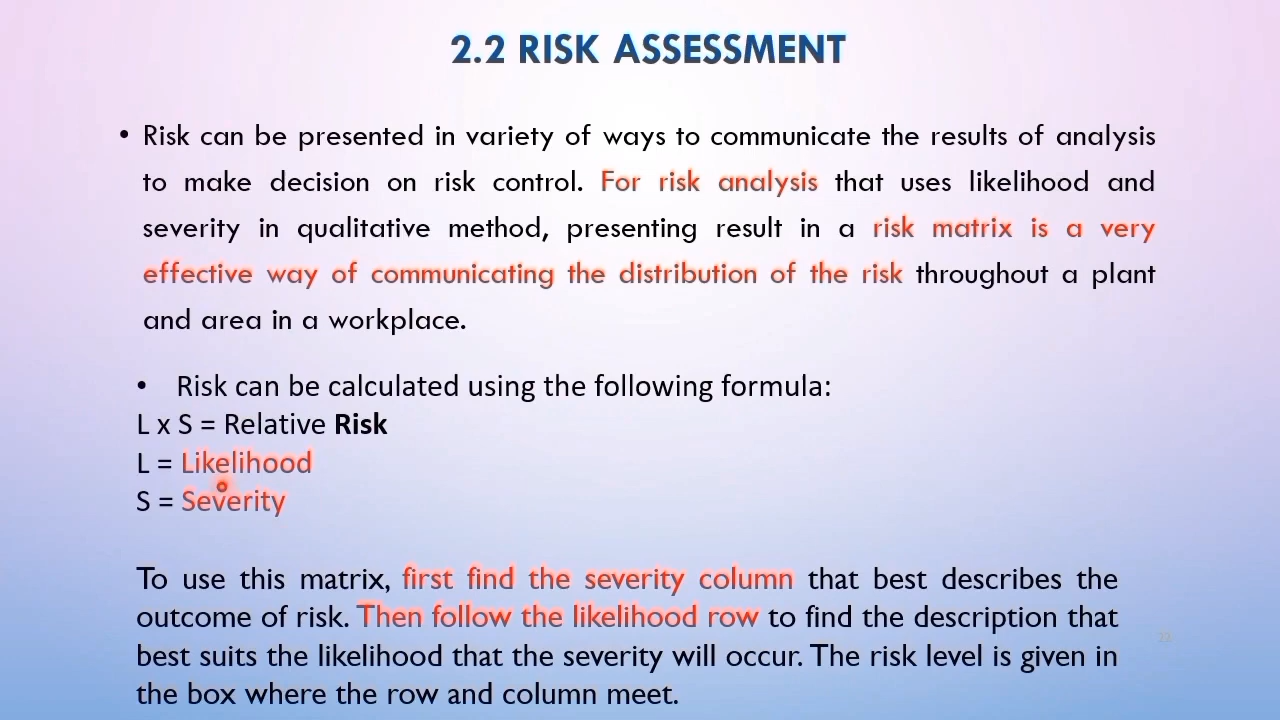 2.2 RISK ASSESSMENT
• Risk can be presented in variety of ways to communicate the results of analysis
to make decision on risk control. For risk analysis that uses likelihood and
severity in qualitative method, presenting result in a risk matrix is a very
effective way of communicating the distribution of the risk throughout a plant
and area in a workplace.
• Risk can be calculated using the following formula:
L x S = Relative Risk
L = Likelihood
S = Severity
To use this matrix, first find the severity column that best describes the
outcome of risk. Then follow the likelihood row to find the description that
best suits the likelihood that the severity will occur. The risk level is given in
the box where the row and column meet.